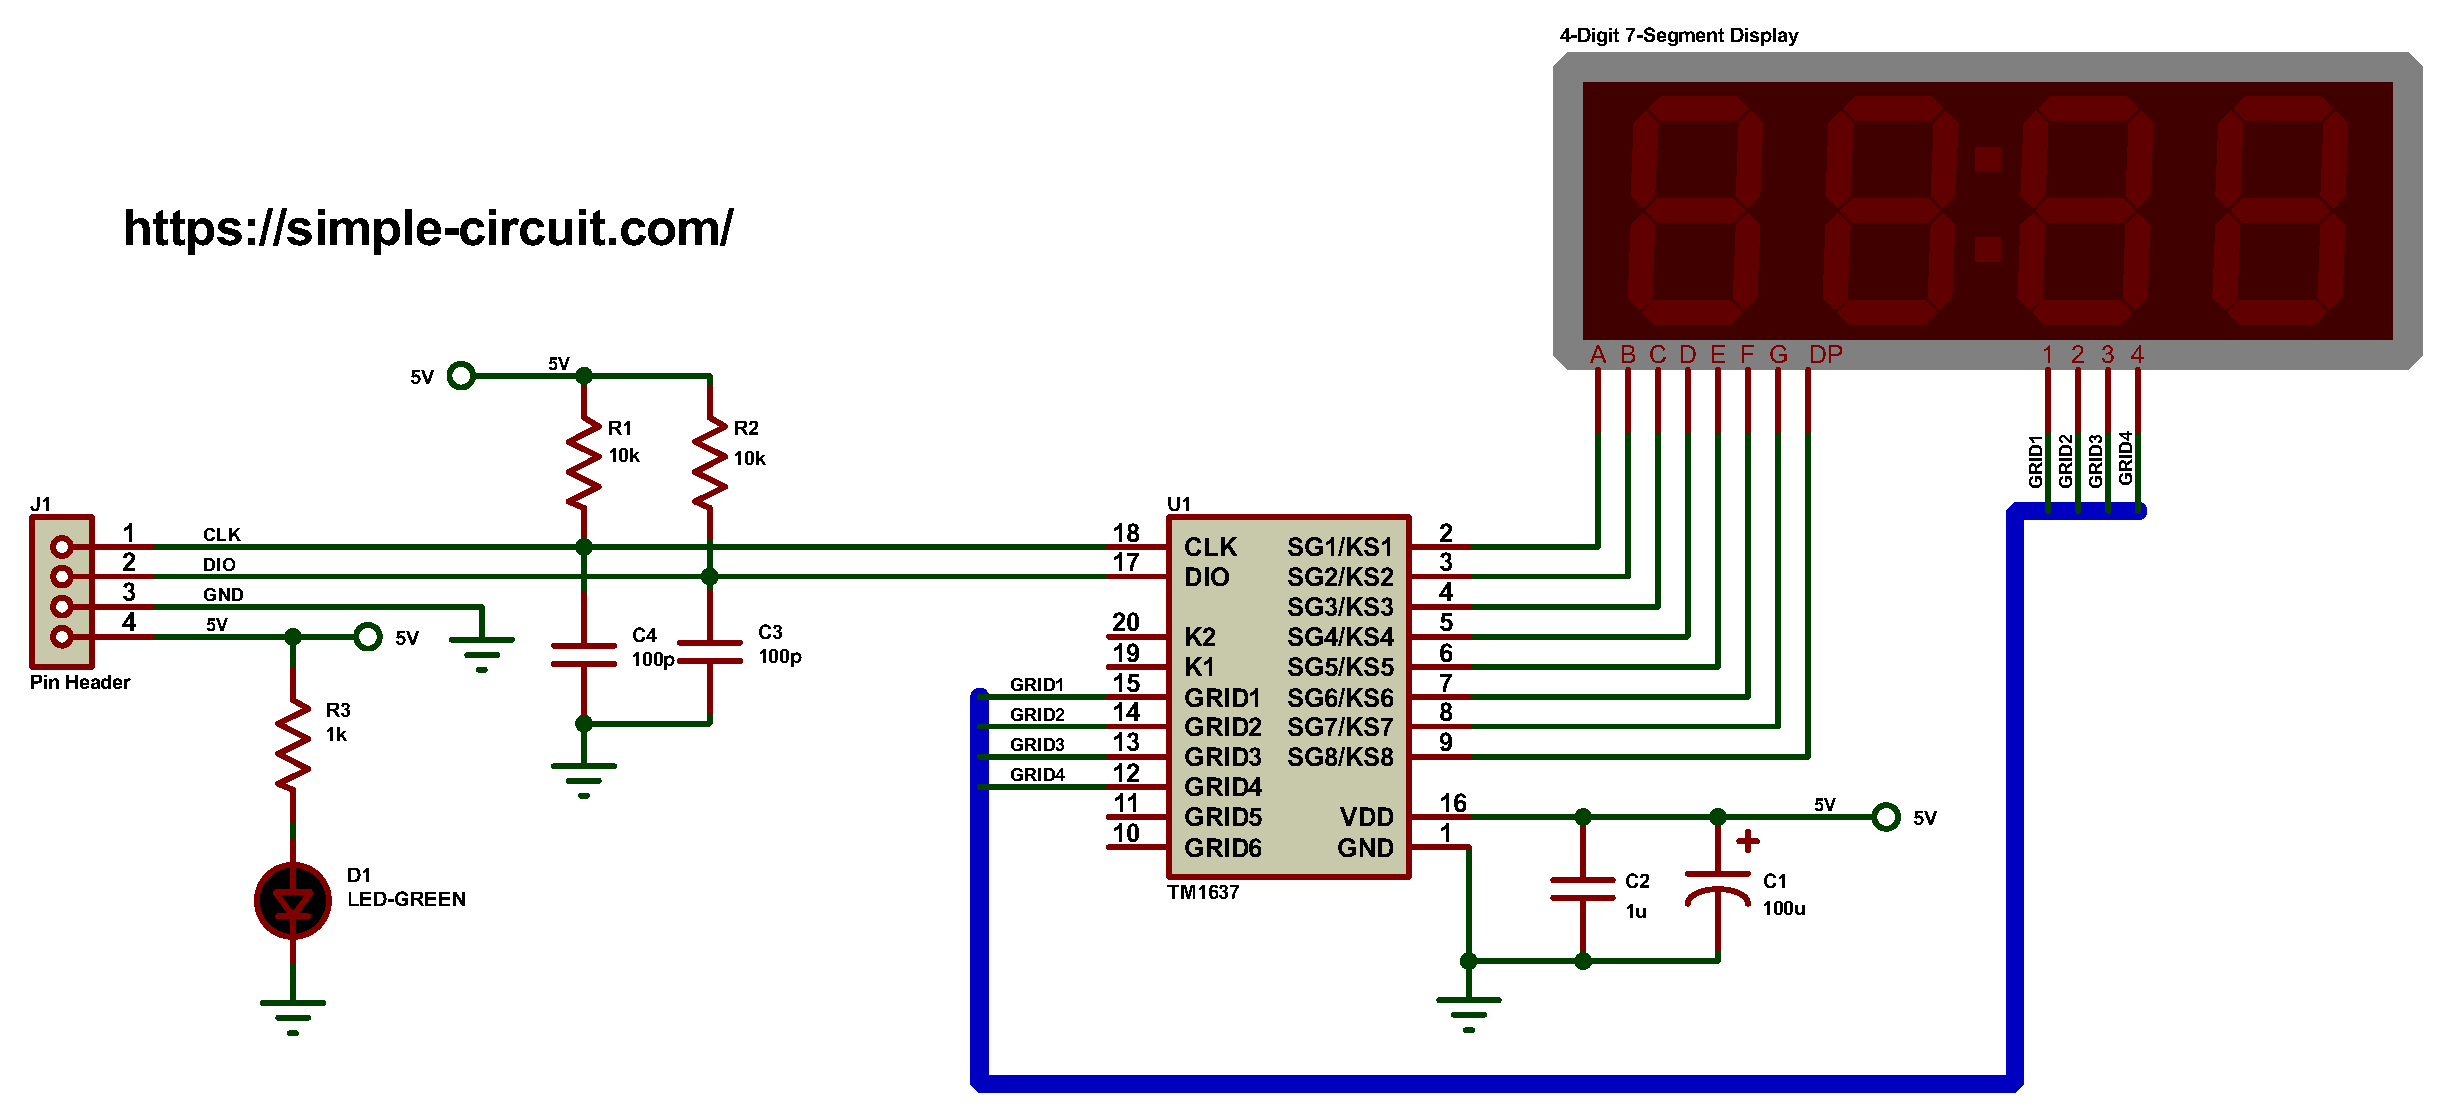 4-Digit 7-Segment Display
https://simple-circuit.com/
A B C D E F G DP 1 2 3 4
GRID1
GRID2
GRID3
GRID4
5V
5V
R1
10k
R2
10k
J1
1
CLK
2
DIO
3
GND
4
5V
5V
Pin Header
C4
100p
C3
100p
R3
1k
D1
LED-GREEN
U1
18 CLK SG1/KS1 2
17 DIO SG2/KS2 3
SG3/KS3 4
20 K2 SG4/KS4 5
19 K1 SG5/KS5 6
GRID1 15 GRID1 SG6/KS6 7
GRID2 14 GRID2 SG7/KS7 8
GRID3 13 GRID3 SG8/KS8 9
GRID4 12 GRID4
11 GRID5 VDD 16 5V 5V
10 GRID6 GND 1
TM1637
+
C2
1u
C1
100u